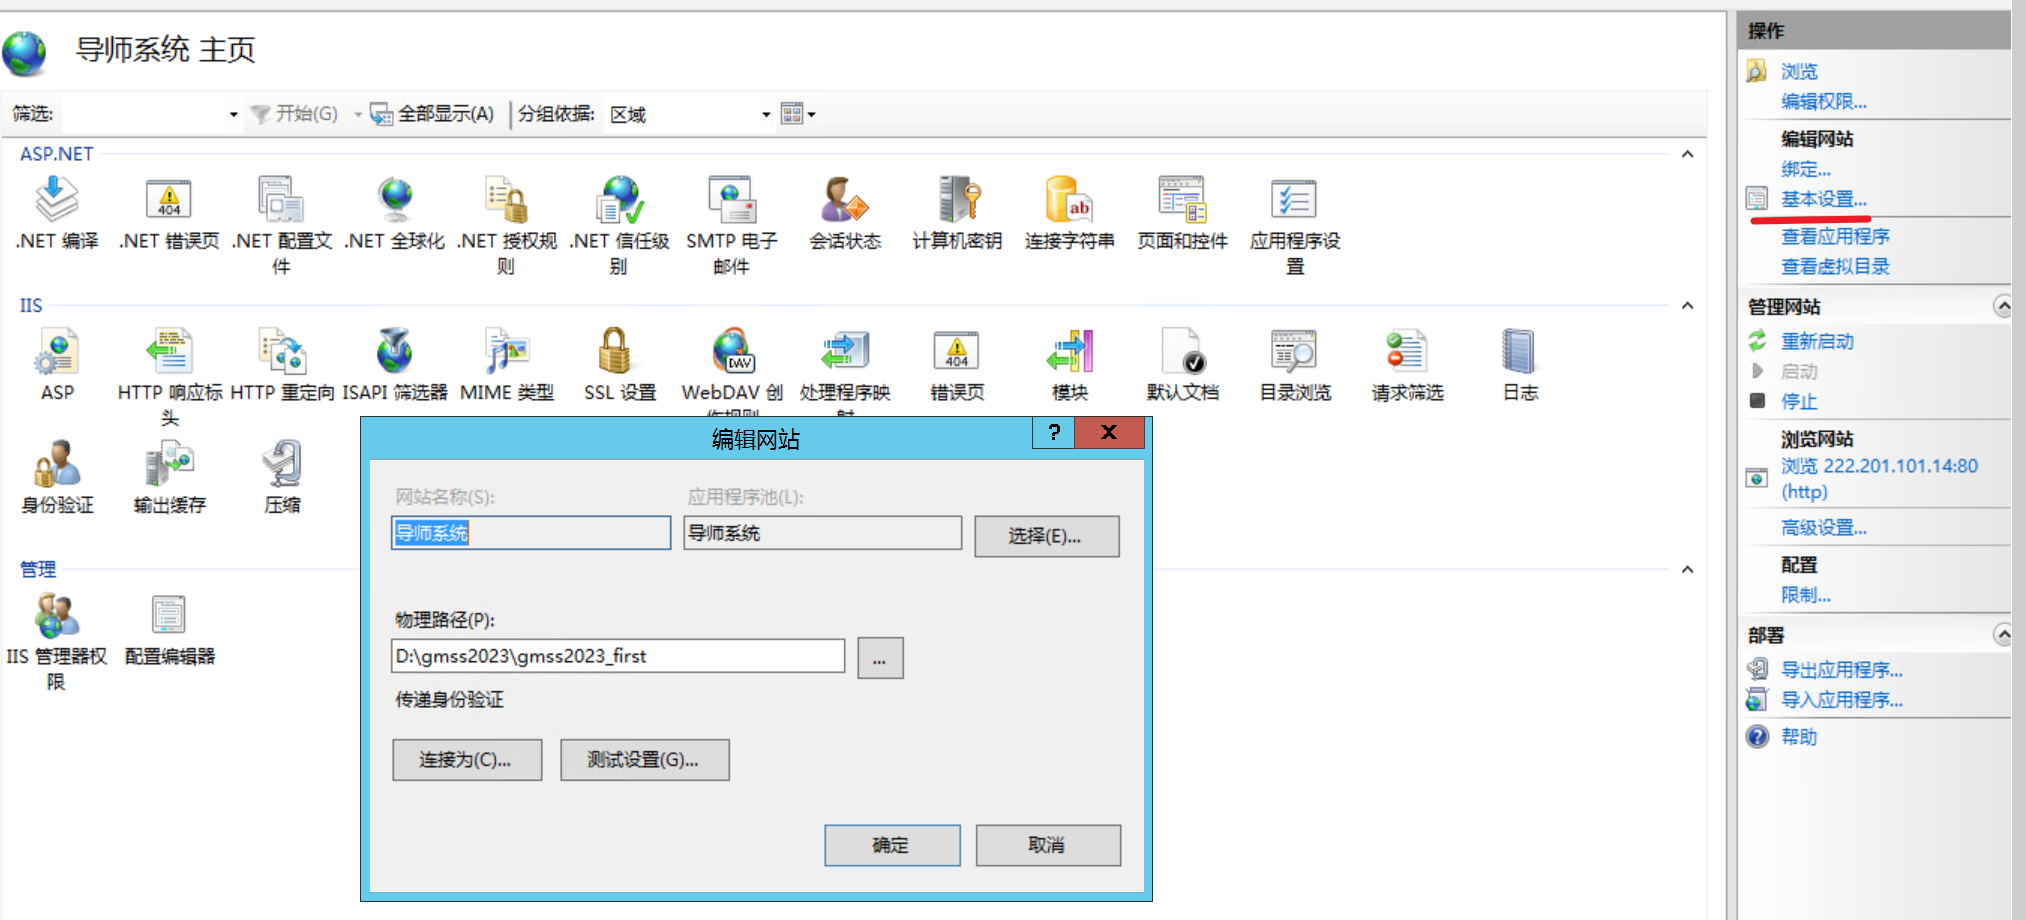 导师系统 主页
筛选:
开始(G)
全部显示(A)
分组依据:
区域
ASP.NET
404
ab
.NET 编译
.NET 错误页
.NET 配置文件
.NET 全球化
.NET 授权规则
.NET 信任级别
SMTP 电子邮件
会话状态
计算机密钥
连接字符串
页面和控件
应用程序设置
IIS
DAV
404
ASP
HTTP 响应标头
HTTP 重定向
ISAPI 筛选器
MIME 类型
SSL 设置
WebDAV 创作规则
处理程序映射
错误页
模块
默认文档
目录浏览
请求筛选
日志
身份验证
输出缓存
压缩
管理
IIS 管理器权限
配置编辑器
编辑网站
?
X
网站名称(S):
应用程序池(L):
导师系统
导师系统
选择(E)...
物理路径(P):
D:\gmss2023\gmss2023_first
...
传递身份验证
连接为(C)...
测试设置(G)...
确定
取消
操作
浏览
编辑权限...
编辑网站
绑定...
基本设置...
查看应用程序
查看虚拟目录
管理网站
重新启动
启动
停止
浏览网站
浏览 222.201.101.14:80
(http)
高级设置...
配置
限制...
部署
导出应用程序...
导入应用程序...
?
帮助